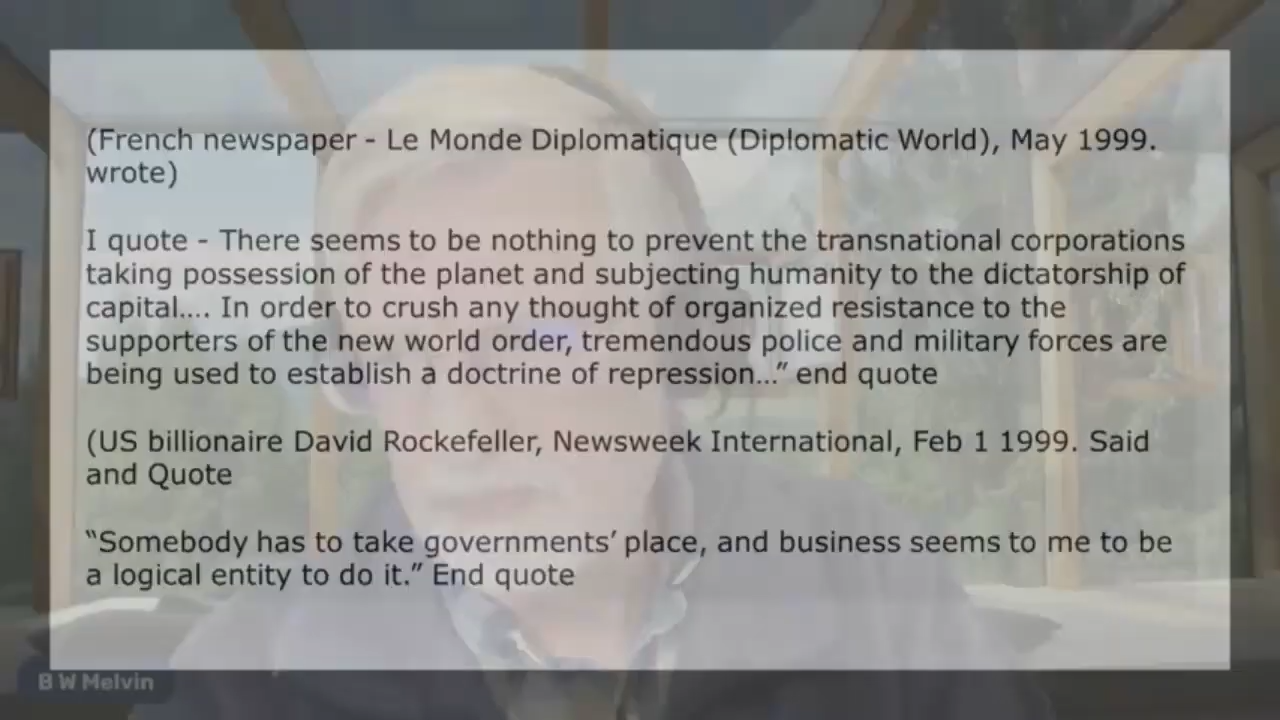 (French newspaper - Le Monde Diplomatique (Diplomatic World), May 1999.
wrote)
I quote - There seems to be nothing to prevent the transnational corporations
taking possession of the planet and subjecting humanity to the dictatorship of
capital.... In order to crush any thought of organized resistance to the
supporters of the new world order, tremendous police and military forces are
being used to establish a doctrine of repression...” end quote
(US billionaire David Rockefeller, Newsweek International, Feb 1 1999. Said
and Quote
“Somebody has to take governments’ place, and business seems to me to be
a logical entity to do it.” End quote
B W Melvin